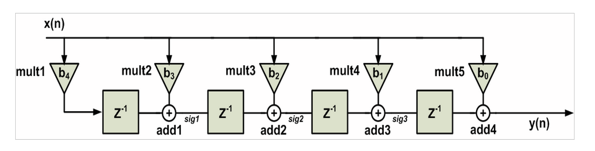 x(n)
mult1 b4 mult2 b3 mult3 b2 mult4 b1 mult5 b0
Z-1 + sig1 Z-1 + sig2 Z-1 + sig3 Z-1 +
add1 add2 add3 add4 y(n)